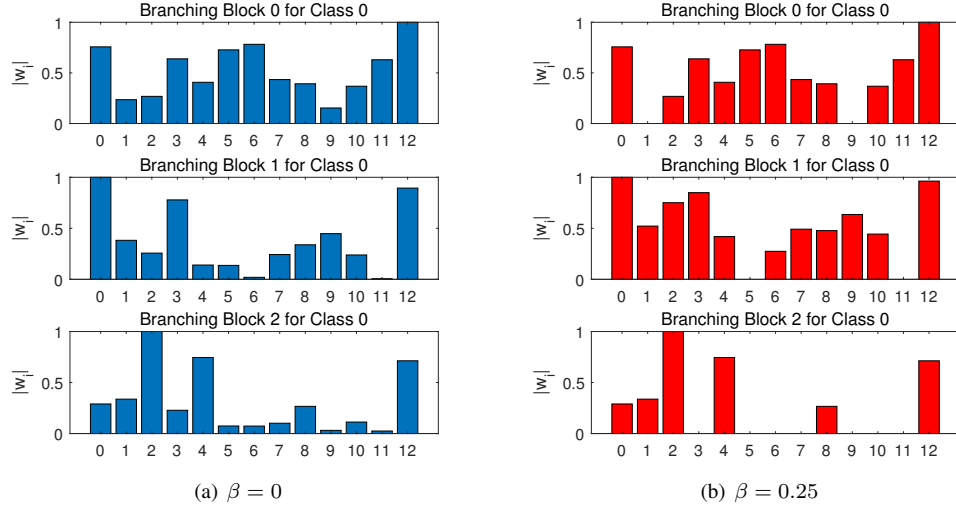 Branching Block 0 for Class 0
1
0.5
0
|w_i|
0 1 2 3 4 5 6 7 8 9 10 11 12
Branching Block 1 for Class 0
1
0.5
0
|w_i|
0 1 2 3 4 5 6 7 8 9 10 11 12
Branching Block 2 for Class 0
1
0.5
0
|w_i|
0 1 2 3 4 5 6 7 8 9 10 11 12
(a) β = 0
Branching Block 0 for Class 0
1
0.5
0
|w_i|
0 1 2 3 4 5 6 7 8 9 10 11 12
Branching Block 1 for Class 0
1
0.5
0
|w_i|
0 1 2 3 4 5 6 7 8 9 10 11 12
Branching Block 2 for Class 0
1
0.5
0
|w_i|
0 1 2 3 4 5 6 7 8 9 10 11 12
(b) β = 0.25